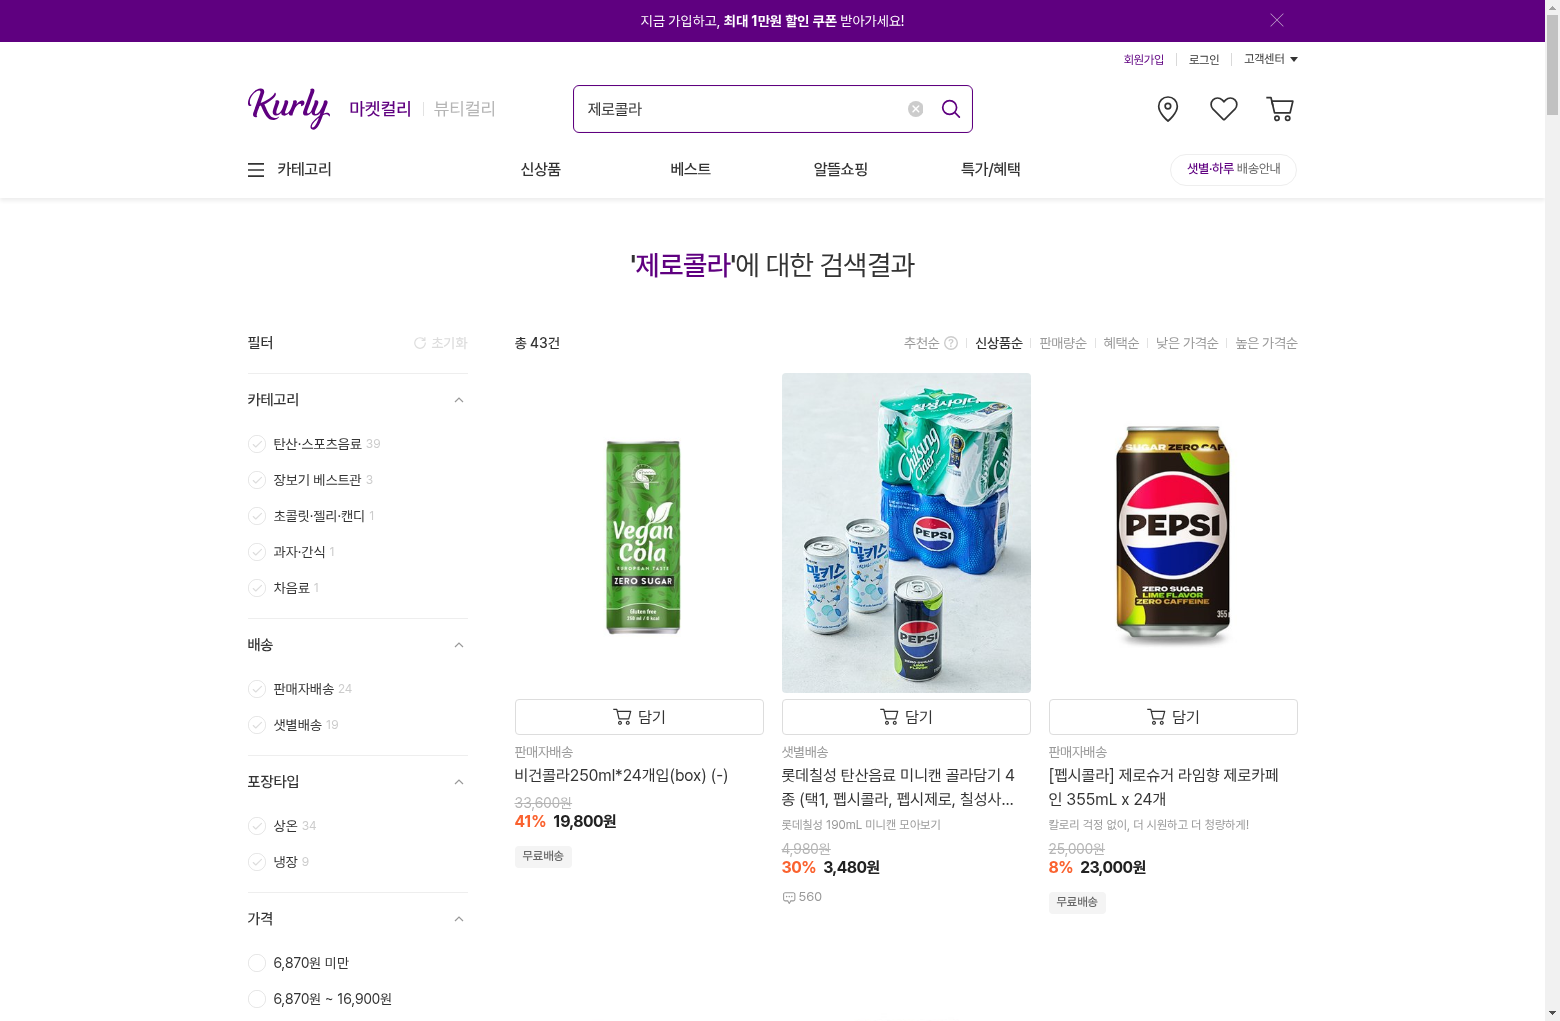 지금 가입하고, 최대 1만원 할인 쿠폰 받아가세요!
회원가입
로그인
고객센터
Kurly
마켓컬리
뷰티컬리
제로콜라
카테고리
신상품
베스트
알뜰쇼핑
특가/혜택
샛별·하루 배송안내
'제로콜라'에 대한 검색결과
필터
초기화
총 43건
추천순 ?
신상품순
판매량순
혜택순
낮은 가격순
높은 가격순
카테고리
탄산·스포츠음료 39
장보기 베스트관 3
초콜릿·젤리·캔디 1
과자·간식 1
차음료 1
배송
판매자배송 24
샛별배송 19
포장타입
상온 34
냉장 9
가격
6,870원 미만
6,870원 ~ 16,900원
Vegan
Cola
EUROPEAN TASTE
ZERO SUGAR
Gluten free
담기
판매자배송
비건콜라250ml*24개입(box) (-)
33,600원
41% 19,800원
무료배송
칠성사이다
Chilsung
Cider
PEPSI
밀키스
밀키스
PEPSI
담기
샛별배송
롯데칠성 탄산음료 미니캔 골라담기 4
종 (택1, 펩시콜라, 펩시제로, 칠성사...
롯데칠성 190mL 미니캔 모아보기
4,980원
30% 3,480원
560
SUGAR ZERO CAF
PEPSI
ZERO SUGAR
LIME FLAVOR
ZERO CAFFEINE
355
담기
판매자배송
[펩시콜라] 제로슈거 라임향 제로카페
인 355mL x 24개
칼로리 걱정 없이, 더 시원하고 더 청량하게!
25,000원
8% 23,000원
무료배송